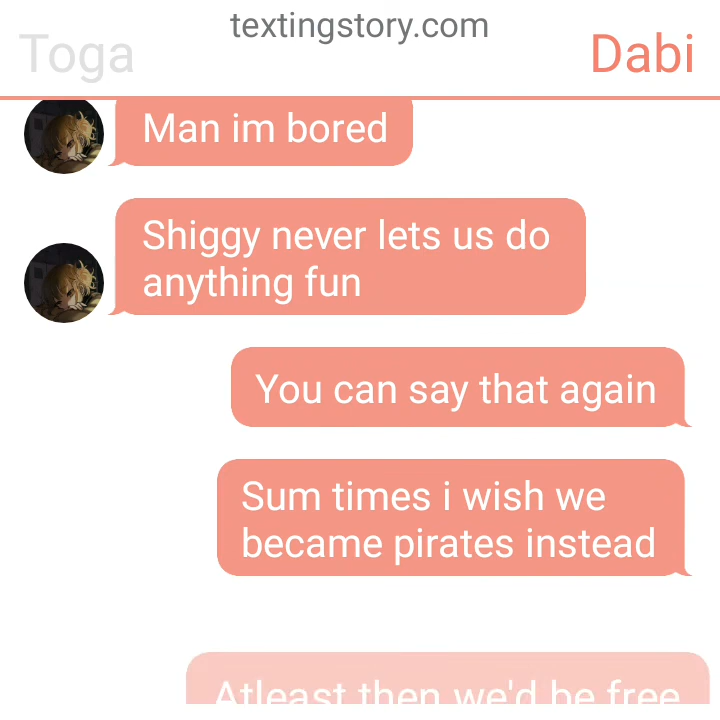 textingstory.com
Toga
Dabi
Man im bored
Shiggy never lets us do
anything fun
You can say that again
Sum times i wish we
became pirates instead
Atleast then we'd be free